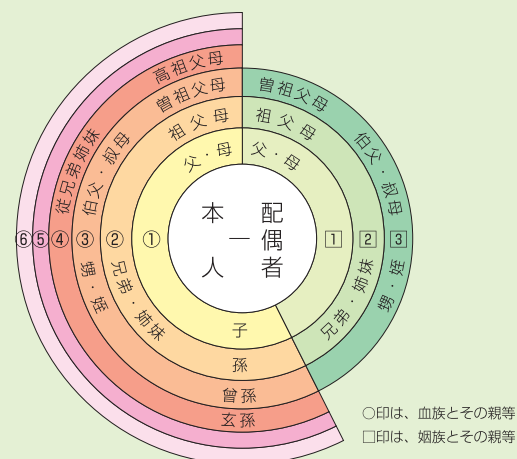 高祖父母
曽祖父母
祖父母
父・母
従兄弟姉妹
伯父・叔母
⑥⑤④③②①
甥・姪
兄弟・姉妹
本人
―
配偶者
子
孫
曾孫
玄孫
曽祖父母
祖父母
父・母
伯父・叔母
1 2 3
兄弟・姉妹
甥・姪
○印は、血族とその親等
□印は、姻族とその親等